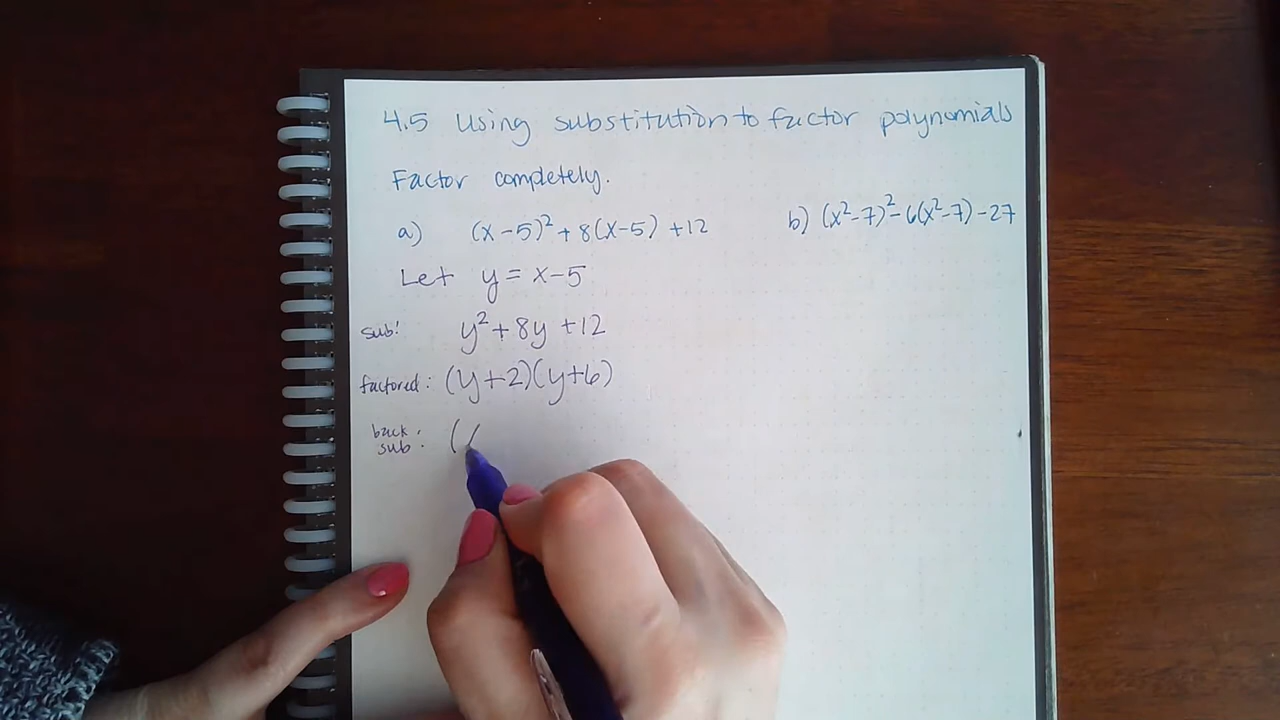 4.5 Using substitution to factor polynomials
Factor completely.
a) (x-5)²+8(x-5)+12
b) (x²-7)²-6(x²-7)-27
Let y = x-5
sub: y²+8y+12
factored: (y+2)(y+6)
back sub: ((